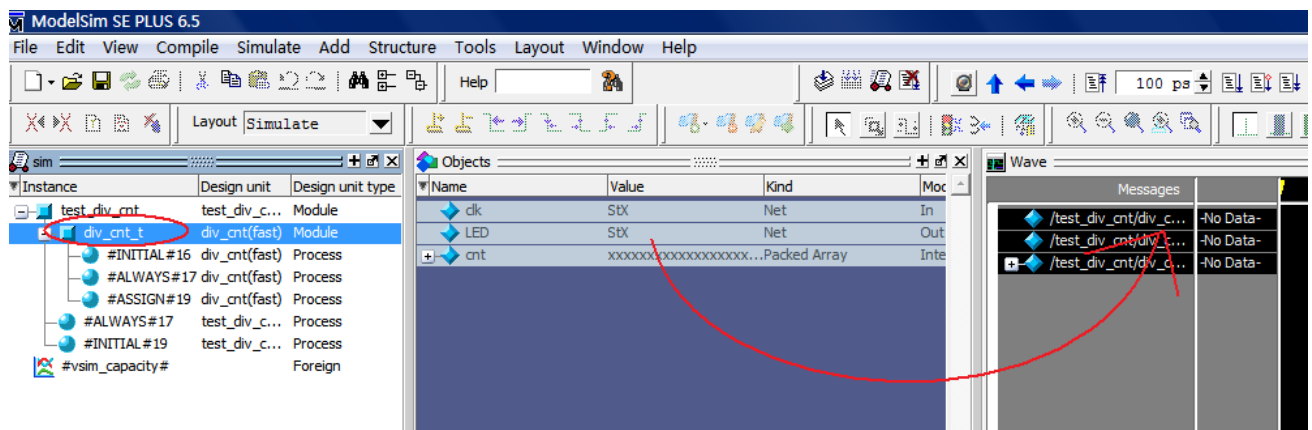 ModelSim SE PLUS 6.5
File Edit View Compile Simulate Add Structure Tools Layout Window Help
Help 100 ps
Layout Simulate
sim Objects Wave
Instance Design unit Design unit type Name Value Kind Mod Messages
test_div_cnt test_div_c... Module clk StX Net In /test_div_cnt/div_c... -No Data-
div_cnt_t div_cnt(fast) Module LED StX Net Out /test_div_cnt/div_c... -No Data-
#INITIAL#16 div_cnt(fast) Process cnt xxxxxxxxxxxxxxxxxxx...Packed Array Inte /test_div_cnt/div_c... -No Data-
#ALWAYS#17 div_cnt(fast) Process
#ASSIGN#19 div_cnt(fast) Process
#ALWAYS#17 test_div_c... Process
#INITIAL#19 test_div_c... Process
#vsim_capacity# Foreign